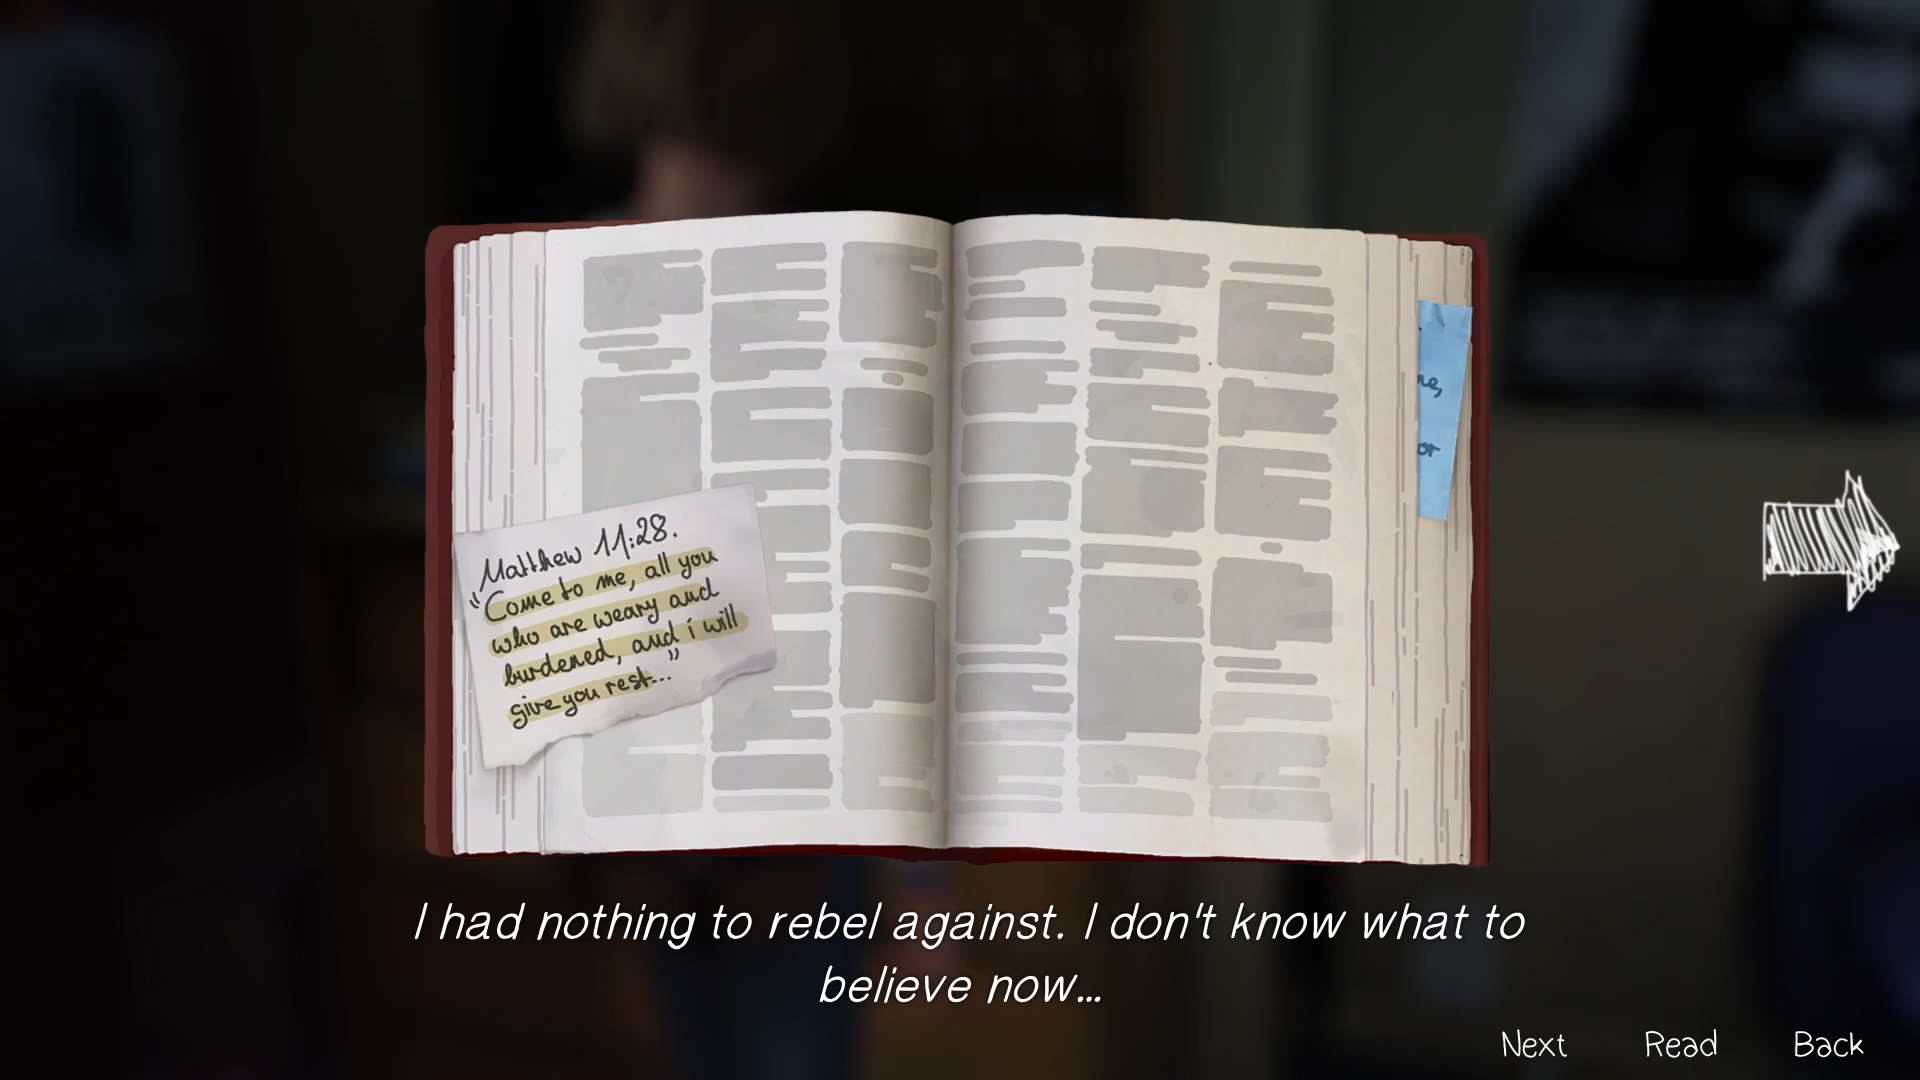 Matthew 11:28.
"Come to me, all you
who are weary and
burdened, and i will
give you rest..."
or
I had nothing to rebel against. I don't know what to
believe now...
Next Read Back